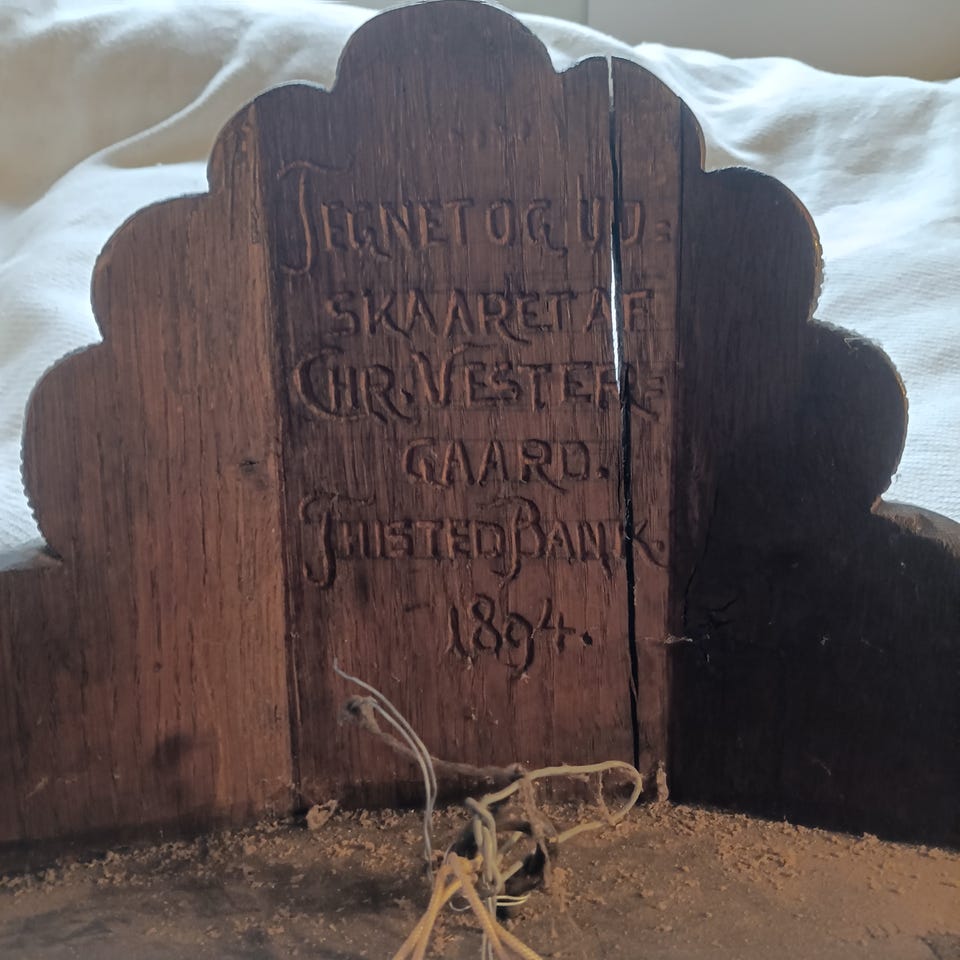 TEGNET OG UD=
SKAARET AF
CHR. VESTER=
GAARD.
THISTED BANK.
1894.